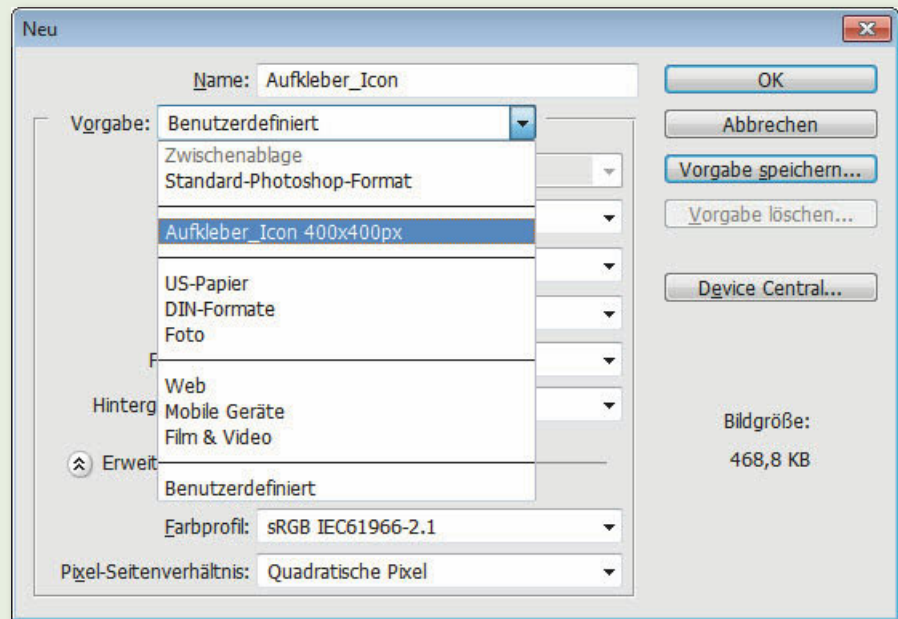 Neu
Name: Aufkleber_Icon
OK
Vorgabe: Benutzerdefiniert
Abbrechen
Zwischenablage
Standard-Photoshop-Format
Vorgabe speichern...
Aufkleber_Icon 400x400px
Vorgabe löschen...
US-Papier
DIN-Formate
Foto
Device Central...
F
Web
Hinterg
Mobile Geräte
Film & Video
Bildgröße:
468,8 KB
Erweit
Benutzerdefiniert
Farbprofil: sRGB IEC61966-2.1
Pixel-Seitenverhältnis: Quadratische Pixel